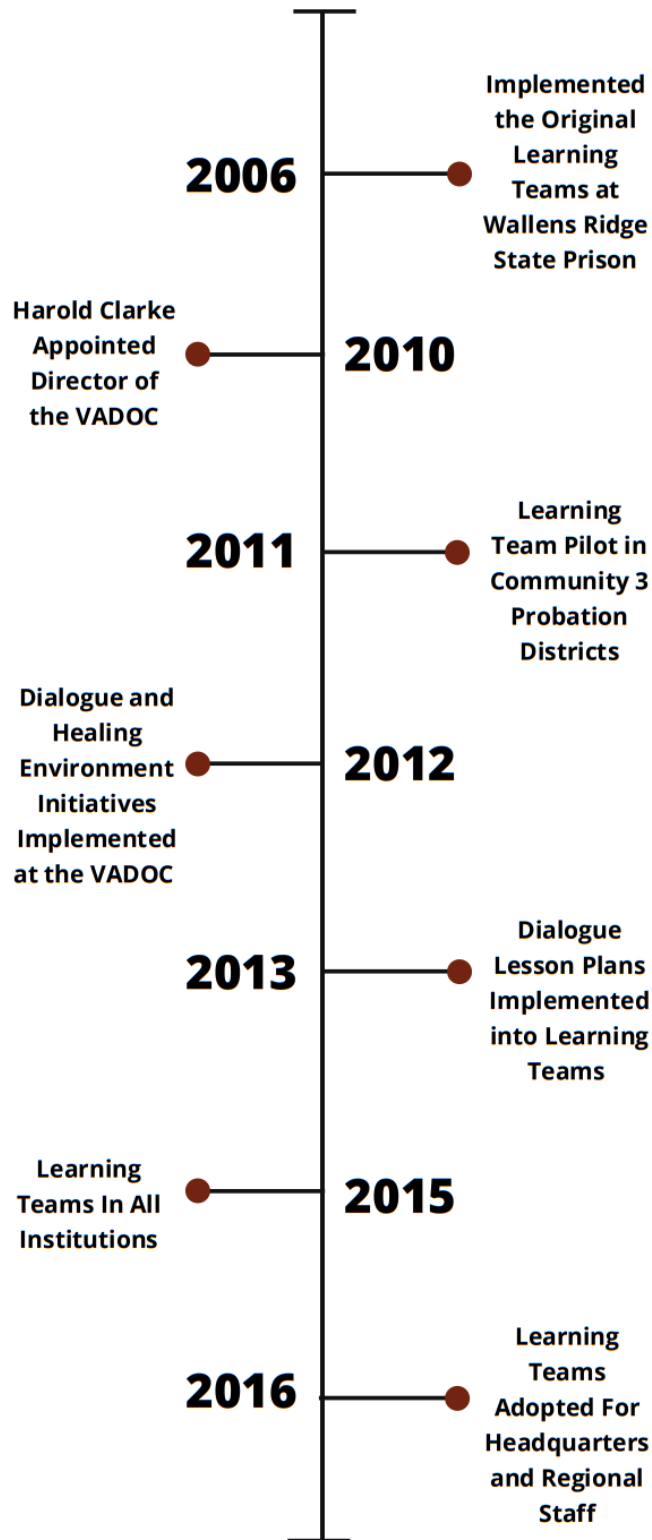 2006
Implemented
the Original
Learning
Teams at
Wallens Ridge
State Prison
Harold Clarke
Appointed
Director of
the VADOC
2010
2011
Learning
Team Pilot in
Community 3
Probation
Districts
Dialogue and
Healing
Environment
Initiatives
Implemented
at the VADOC
2012
2013
Dialogue
Lesson Plans
Implemented
into Learning
Teams
Learning
Teams In All
Institutions
2015
2016
Learning
Teams
Adopted For
Headquarters
and Regional
Staff